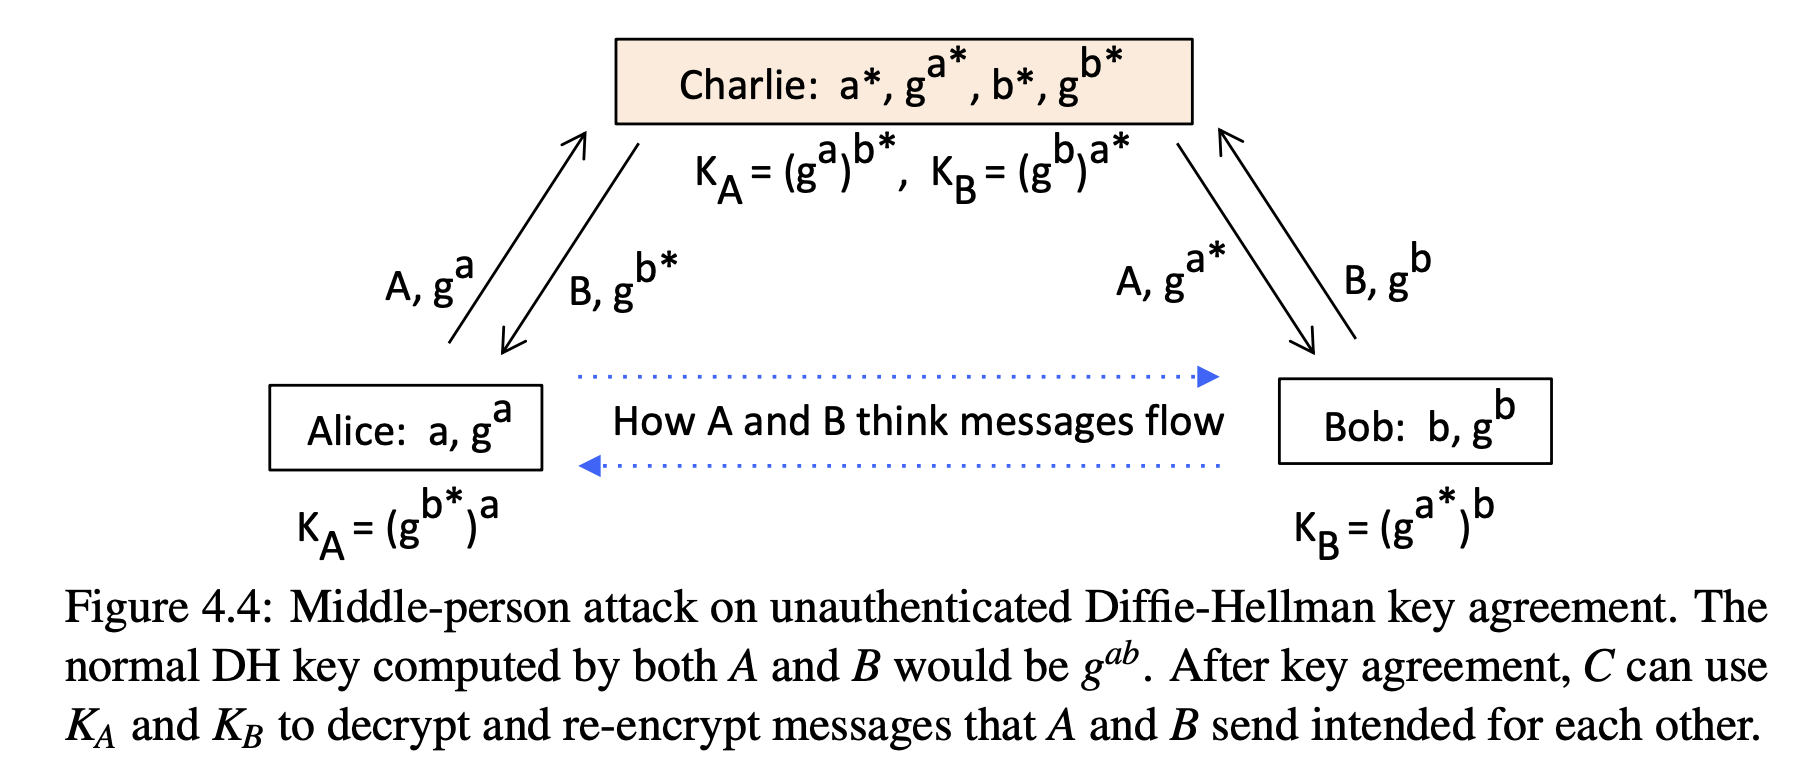 Charlie: a*, g^a*, b*, g^b*
K_A = (g^a)^b*, K_B = (g^b)^a*
A, g^a
B, g^b*
A, g^a*
B, g^b
Alice: a, g^a
How A and B think messages flow
Bob: b, g^b
K_A = (g^b*)^a
K_B = (g^a*)^b
Figure 4.4: Middle-person attack on unauthenticated Diffie-Hellman key agreement. The
normal DH key computed by both A and B would be g^ab. After key agreement, C can use
K_A and K_B to decrypt and re-encrypt messages that A and B send intended for each other.